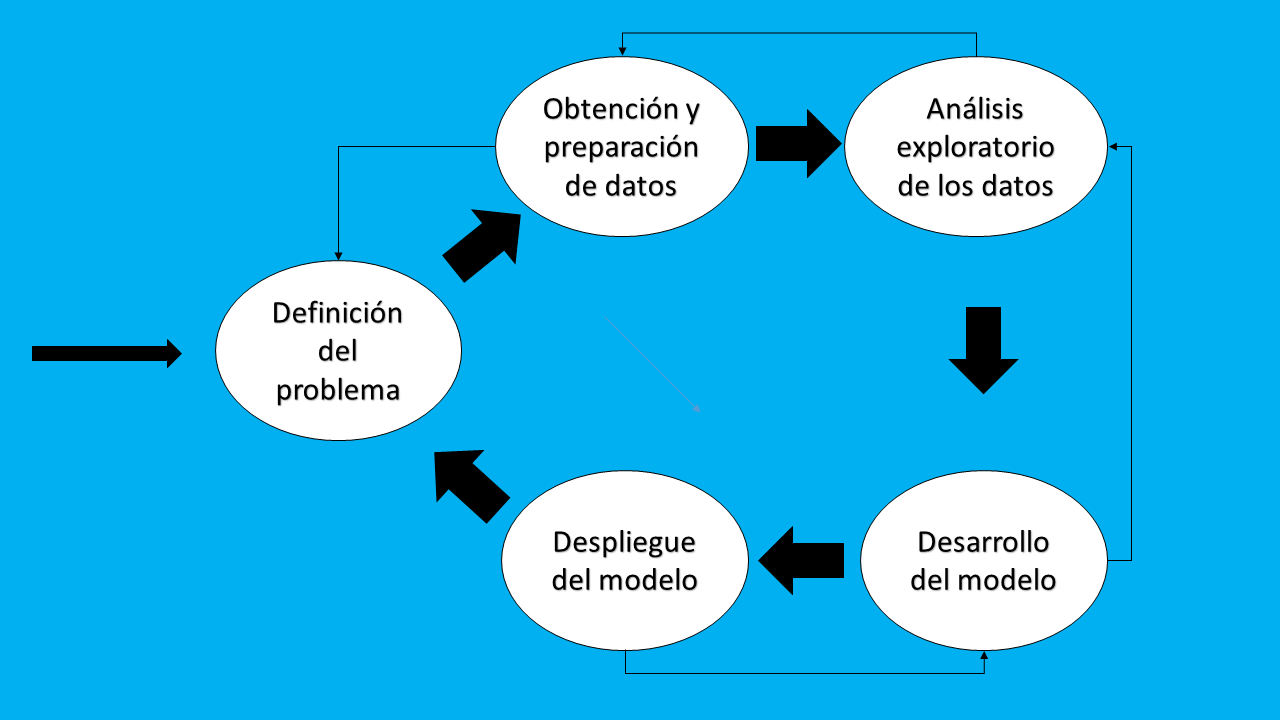 Obtención y
preparación
de datos
Análisis
exploratorio
de los datos
Definición
del
problema
Despliegue
del modelo
Desarrollo
del modelo